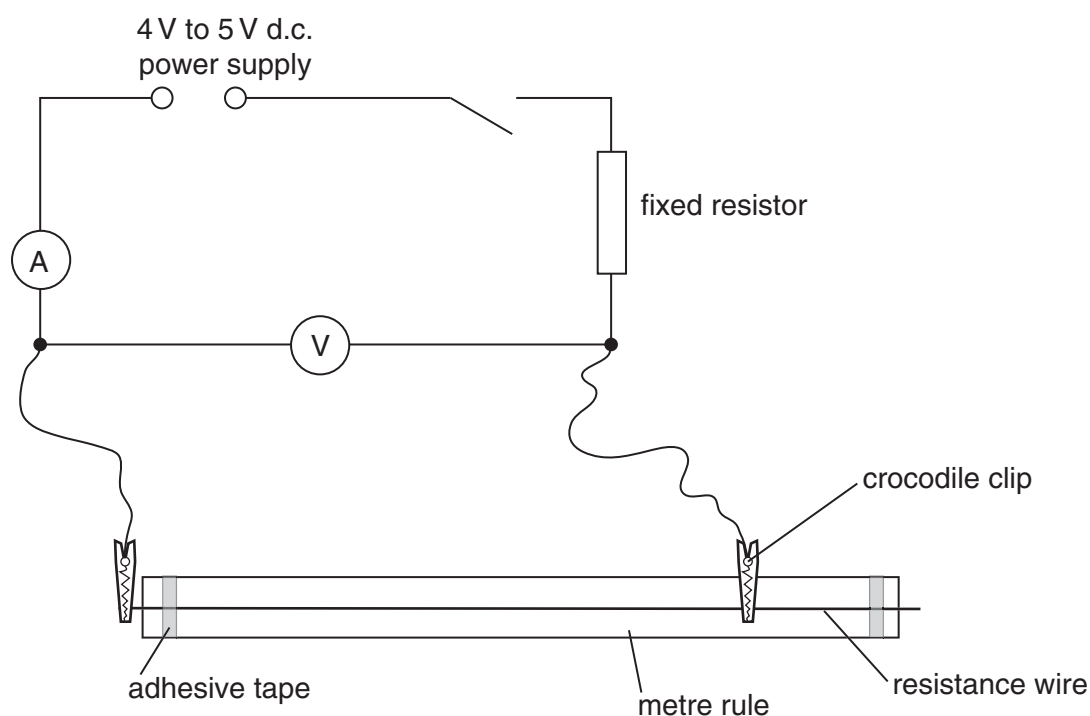 4 V to 5 V d.c.
power supply
fixed resistor
A
V
crocodile clip
adhesive tape
metre rule
resistance wire